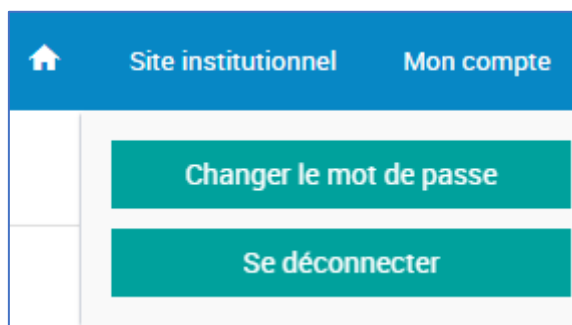 Site institutionnel Mon compte
Changer le mot de passe
Se déconnecter